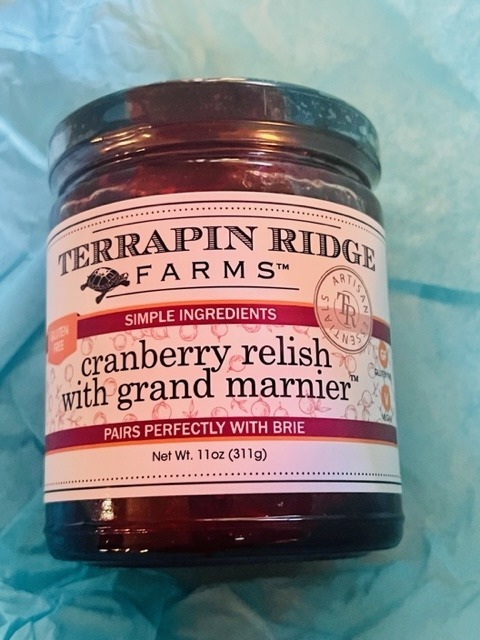 TERRAPIN RIDGE
FARMS™
ARTISAN
TR
ESSENTIALS
SIMPLE INGREDIENTS
GLUTEN
FREE
cranberry relish
with grand marnier™
PAIRS PERFECTLY WITH BRIE
Net Wt. 11oz (311g)